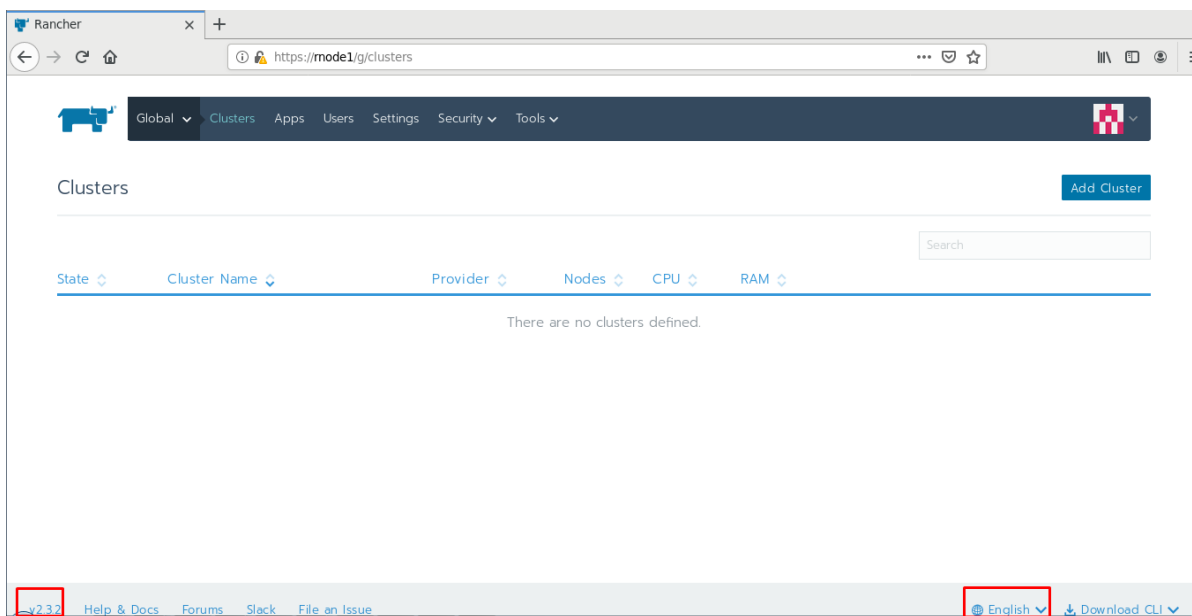 Rancher
https://rnode1/g/clusters
Global Clusters Apps Users Settings Security Tools
Clusters
Add Cluster
Search
State Cluster Name Provider Nodes CPU RAM
There are no clusters defined.
v2.3.2 Help & Docs Forums Slack File an Issue English Download CLI